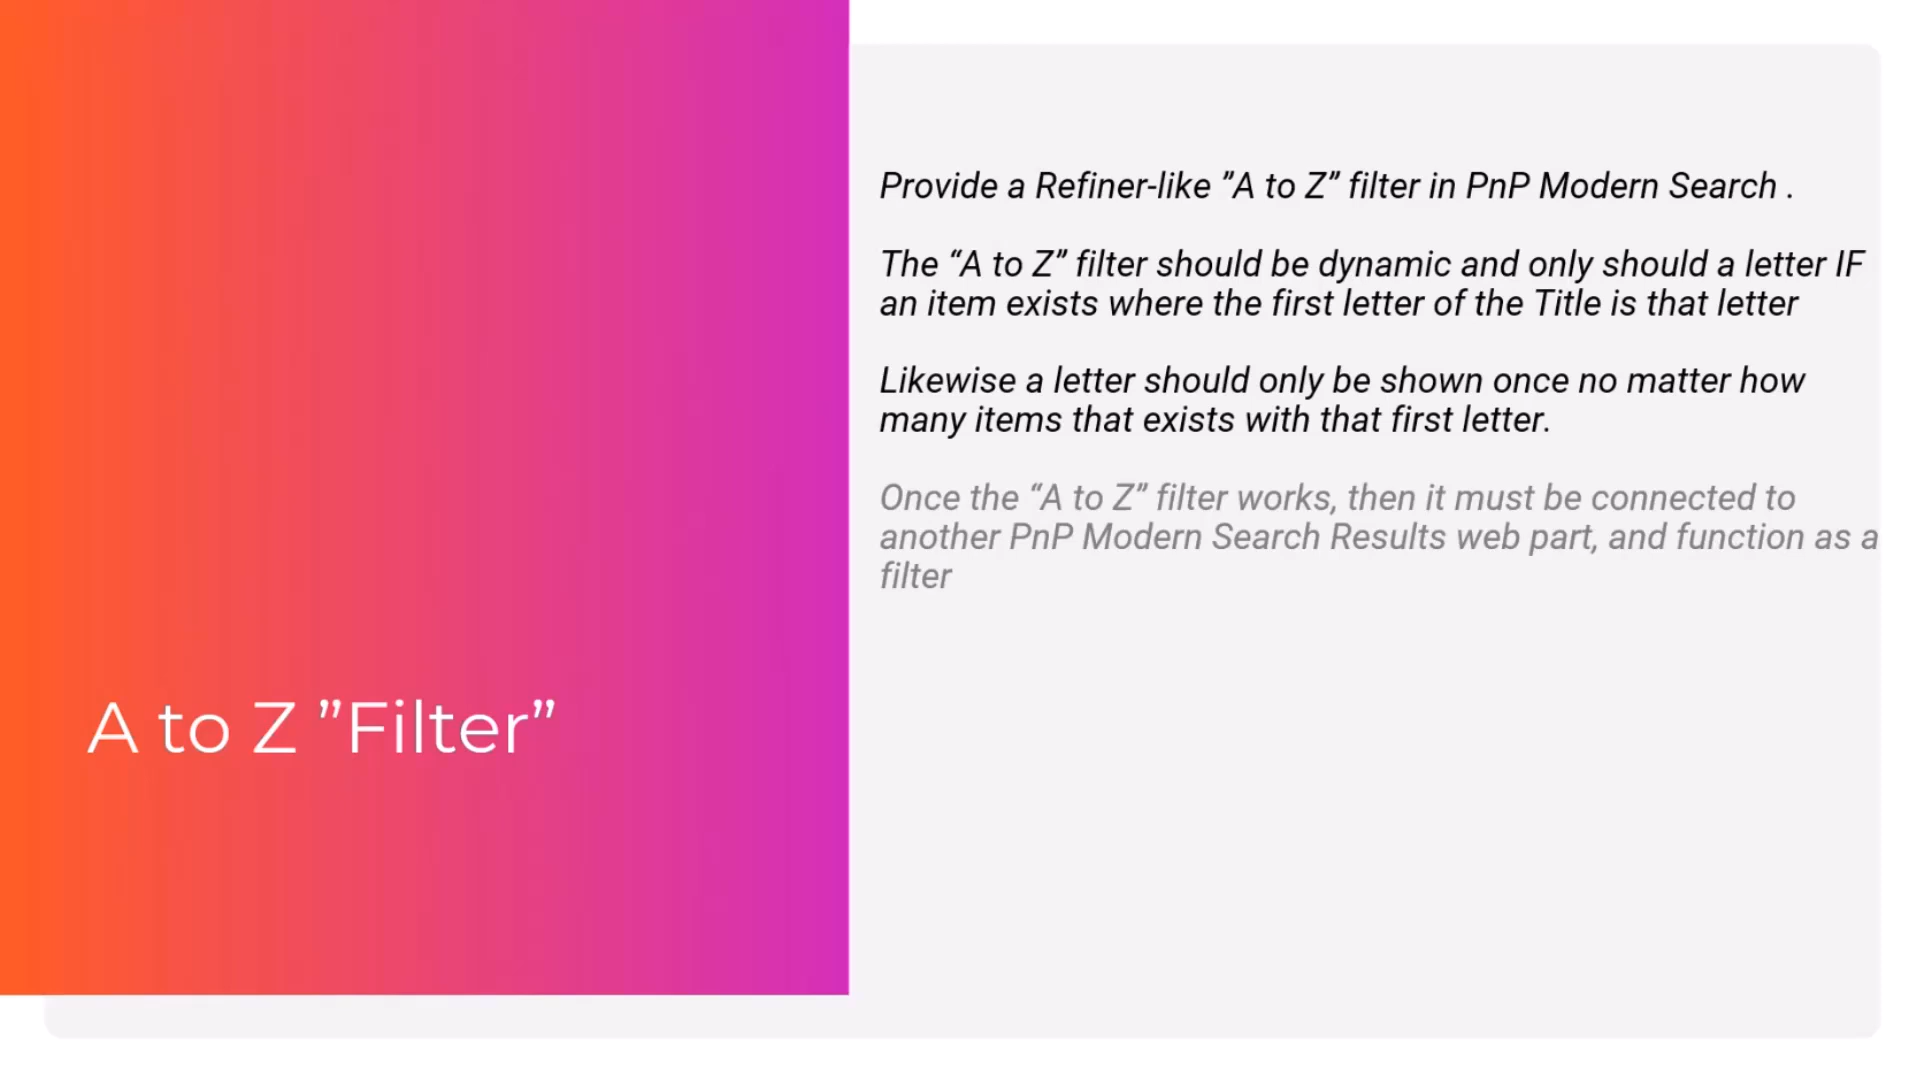 A to Z ”Filter”
Provide a Refiner-like ”A to Z” filter in PnP Modern Search .
The “A to Z” filter should be dynamic and only should a letter IF
an item exists where the first letter of the Title is that letter
Likewise a letter should only be shown once no matter how
many items that exists with that first letter.
Once the “A to Z” filter works, then it must be connected to
another PnP Modern Search Results web part, and function as a
filter